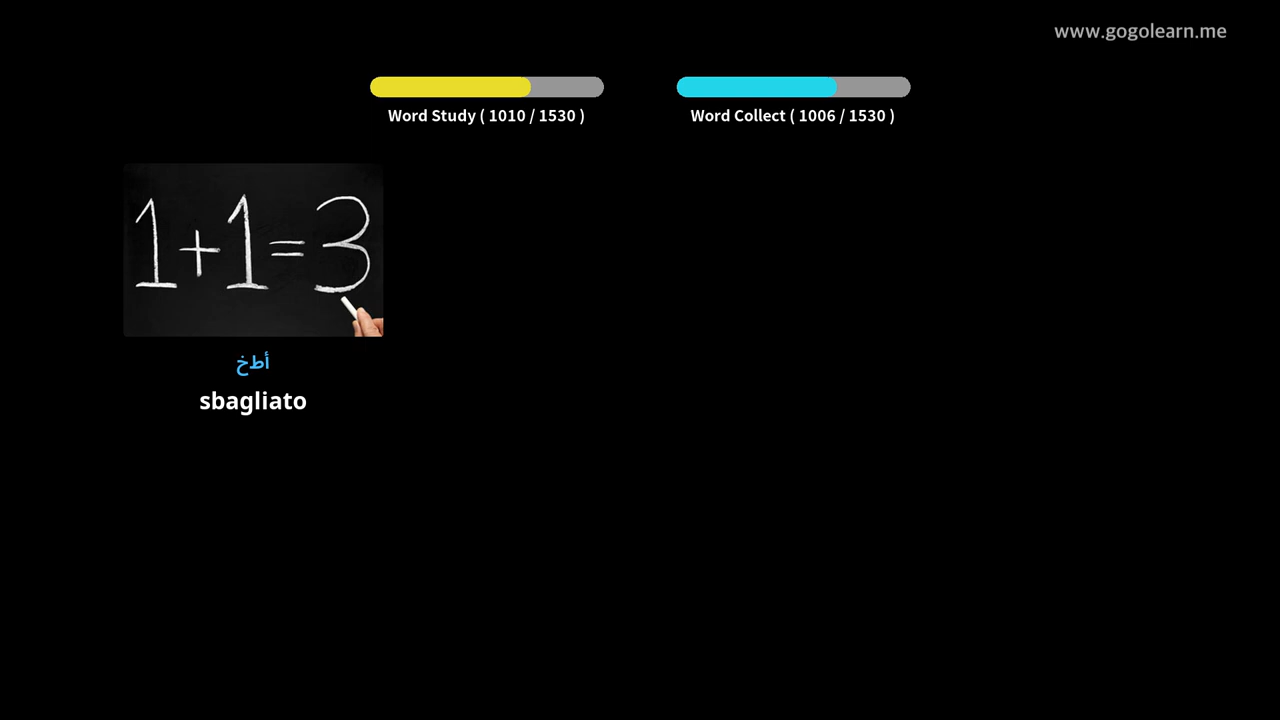 www.gogolearn.me
Word Study ( 1010 / 1530 )
Word Collect ( 1006 / 1530 )
1+1=3
أطخ
sbagliato